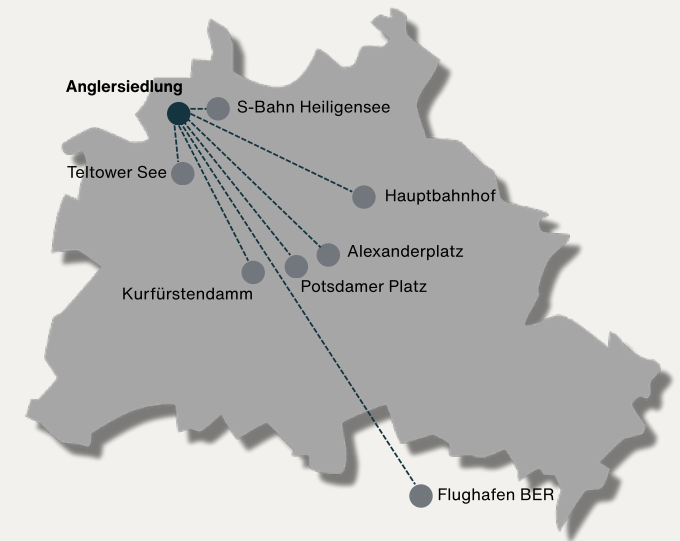 Anglersiedlung
S-Bahn Heiligensee
Teltower See
Hauptbahnhof
Alexanderplatz
Potsdamer Platz
Kurfürstendamm
Flughafen BER